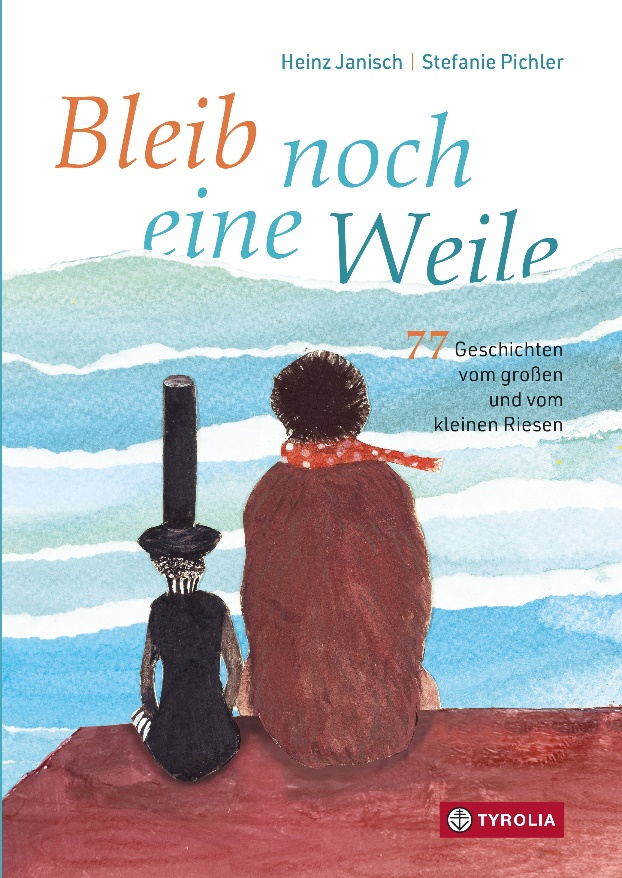 Heinz Janisch | Stefanie Pichler
Bleib noch
eine Weile
77 Geschichten
vom großen
und vom
kleinen Riesen
TYROLIA